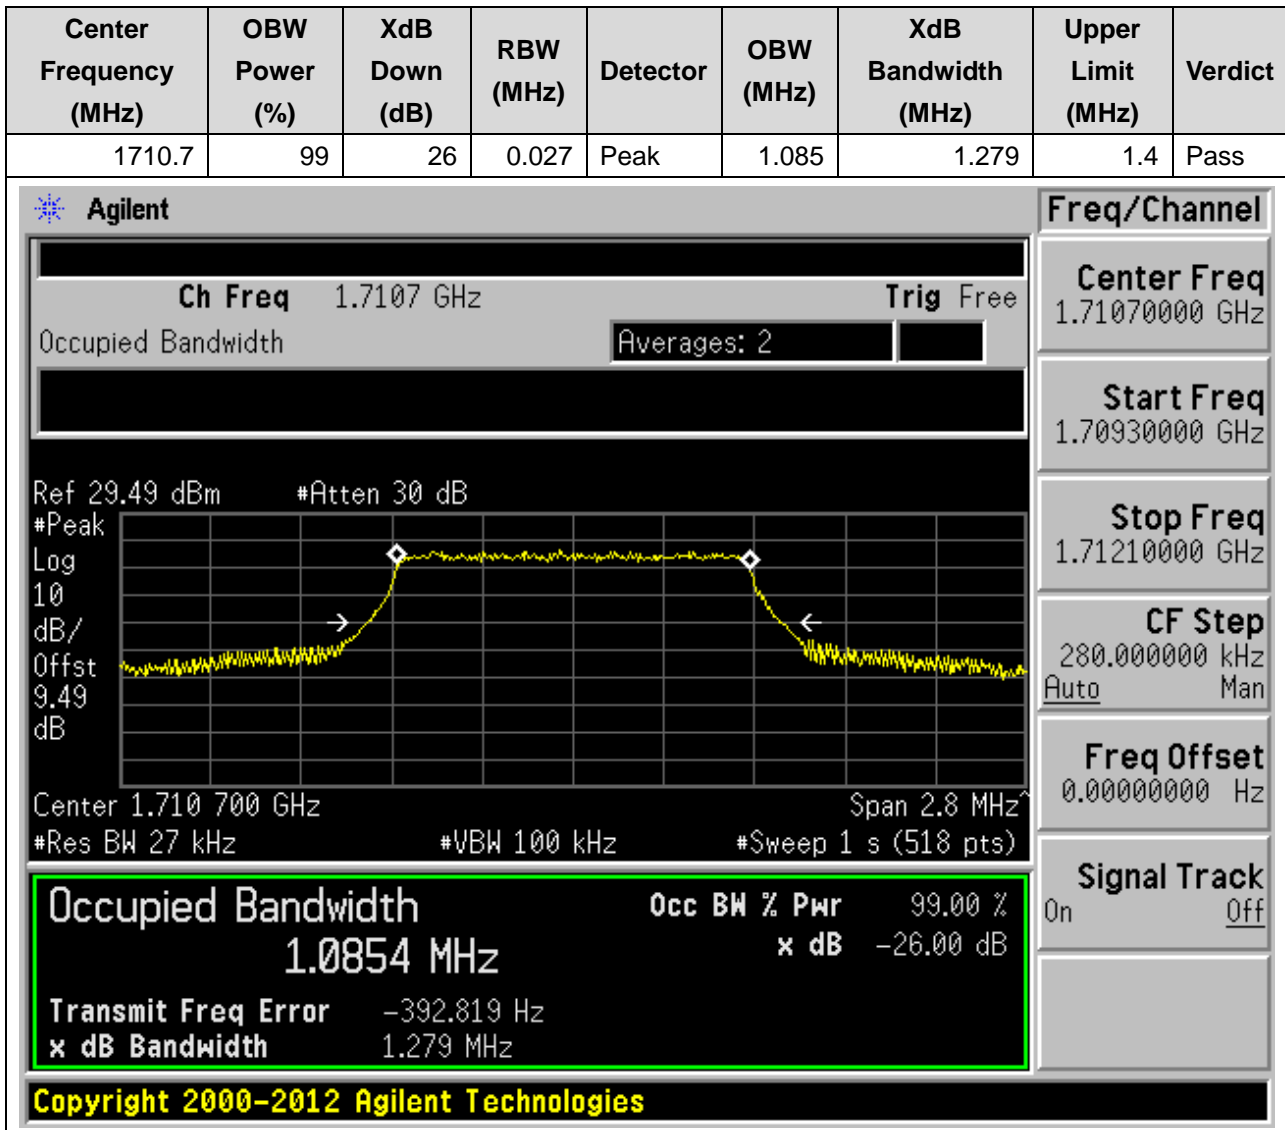 Center Frequency (MHz) OBW Power (%) XdB Down (dB) RBW (MHz) Detector OBW (MHz) XdB Bandwidth (MHz) Upper Limit (MHz) Verdict
1710.7 99 26 0.027 Peak 1.085 1.279 1.4 Pass
Agilent
Freq/Channel
Ch Freq 1.7107 GHz Trig Free
Occupied Bandwidth Averages: 2
Center Freq
1.71070000 GHz
Start Freq
1.70930000 GHz
Stop Freq
1.71210000 GHz
CF Step
280.000000 kHz
Auto Man
Freq Offset
0.00000000 Hz
Signal Track
On Off
Ref 29.49 dBm #Atten 30 dB
#Peak
Log
10
dB/
Offst
9.49
dB
Center 1.710 700 GHz Span 2.8 MHz^
#Res BW 27 kHz #VBW 100 kHz #Sweep 1 s (518 pts)
Occupied Bandwidth Occ BW % Pwr 99.00 %
1.0854 MHz x dB -26.00 dB
Transmit Freq Error -392.819 Hz
x dB Bandwidth 1.279 MHz
Copyright 2000-2012 Agilent Technologies